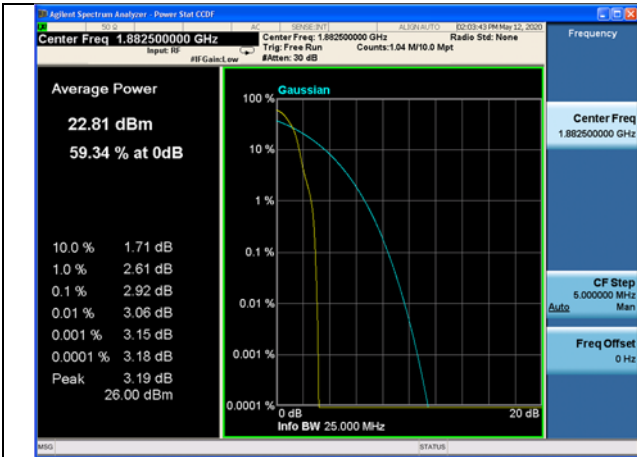 Agilent Spectrum Analyzer - Power Stat CCDF
50 Ω AC SENSE:INT ALIGN AUTO 02:03:43 PM May 12, 2020
Center Freq 1.882500000 GHz Center Freq: 1.882500000 GHz Radio Std: None
Input: RF Trig: Free Run Counts:1.04 M/10.0 Mpt
#IFGain:Low #Atten: 30 dB
Frequency
Average Power
22.81 dBm
59.34 % at 0dB
10.0 % 1.71 dB
1.0 % 2.61 dB
0.1 % 2.92 dB
0.01 % 3.06 dB
0.001 % 3.15 dB
0.0001 % 3.18 dB
Peak 3.19 dB
26.00 dBm
Gaussian
100 %
10 %
1 %
0.1 %
0.01 %
0.001 %
0.0001 %
0 dB 20 dB
Info BW 25.000 MHz
Center Freq
1.882500000 GHz
CF Step
5.000000 MHz
Auto Man
Freq Offset
0 Hz
MSG STATUS